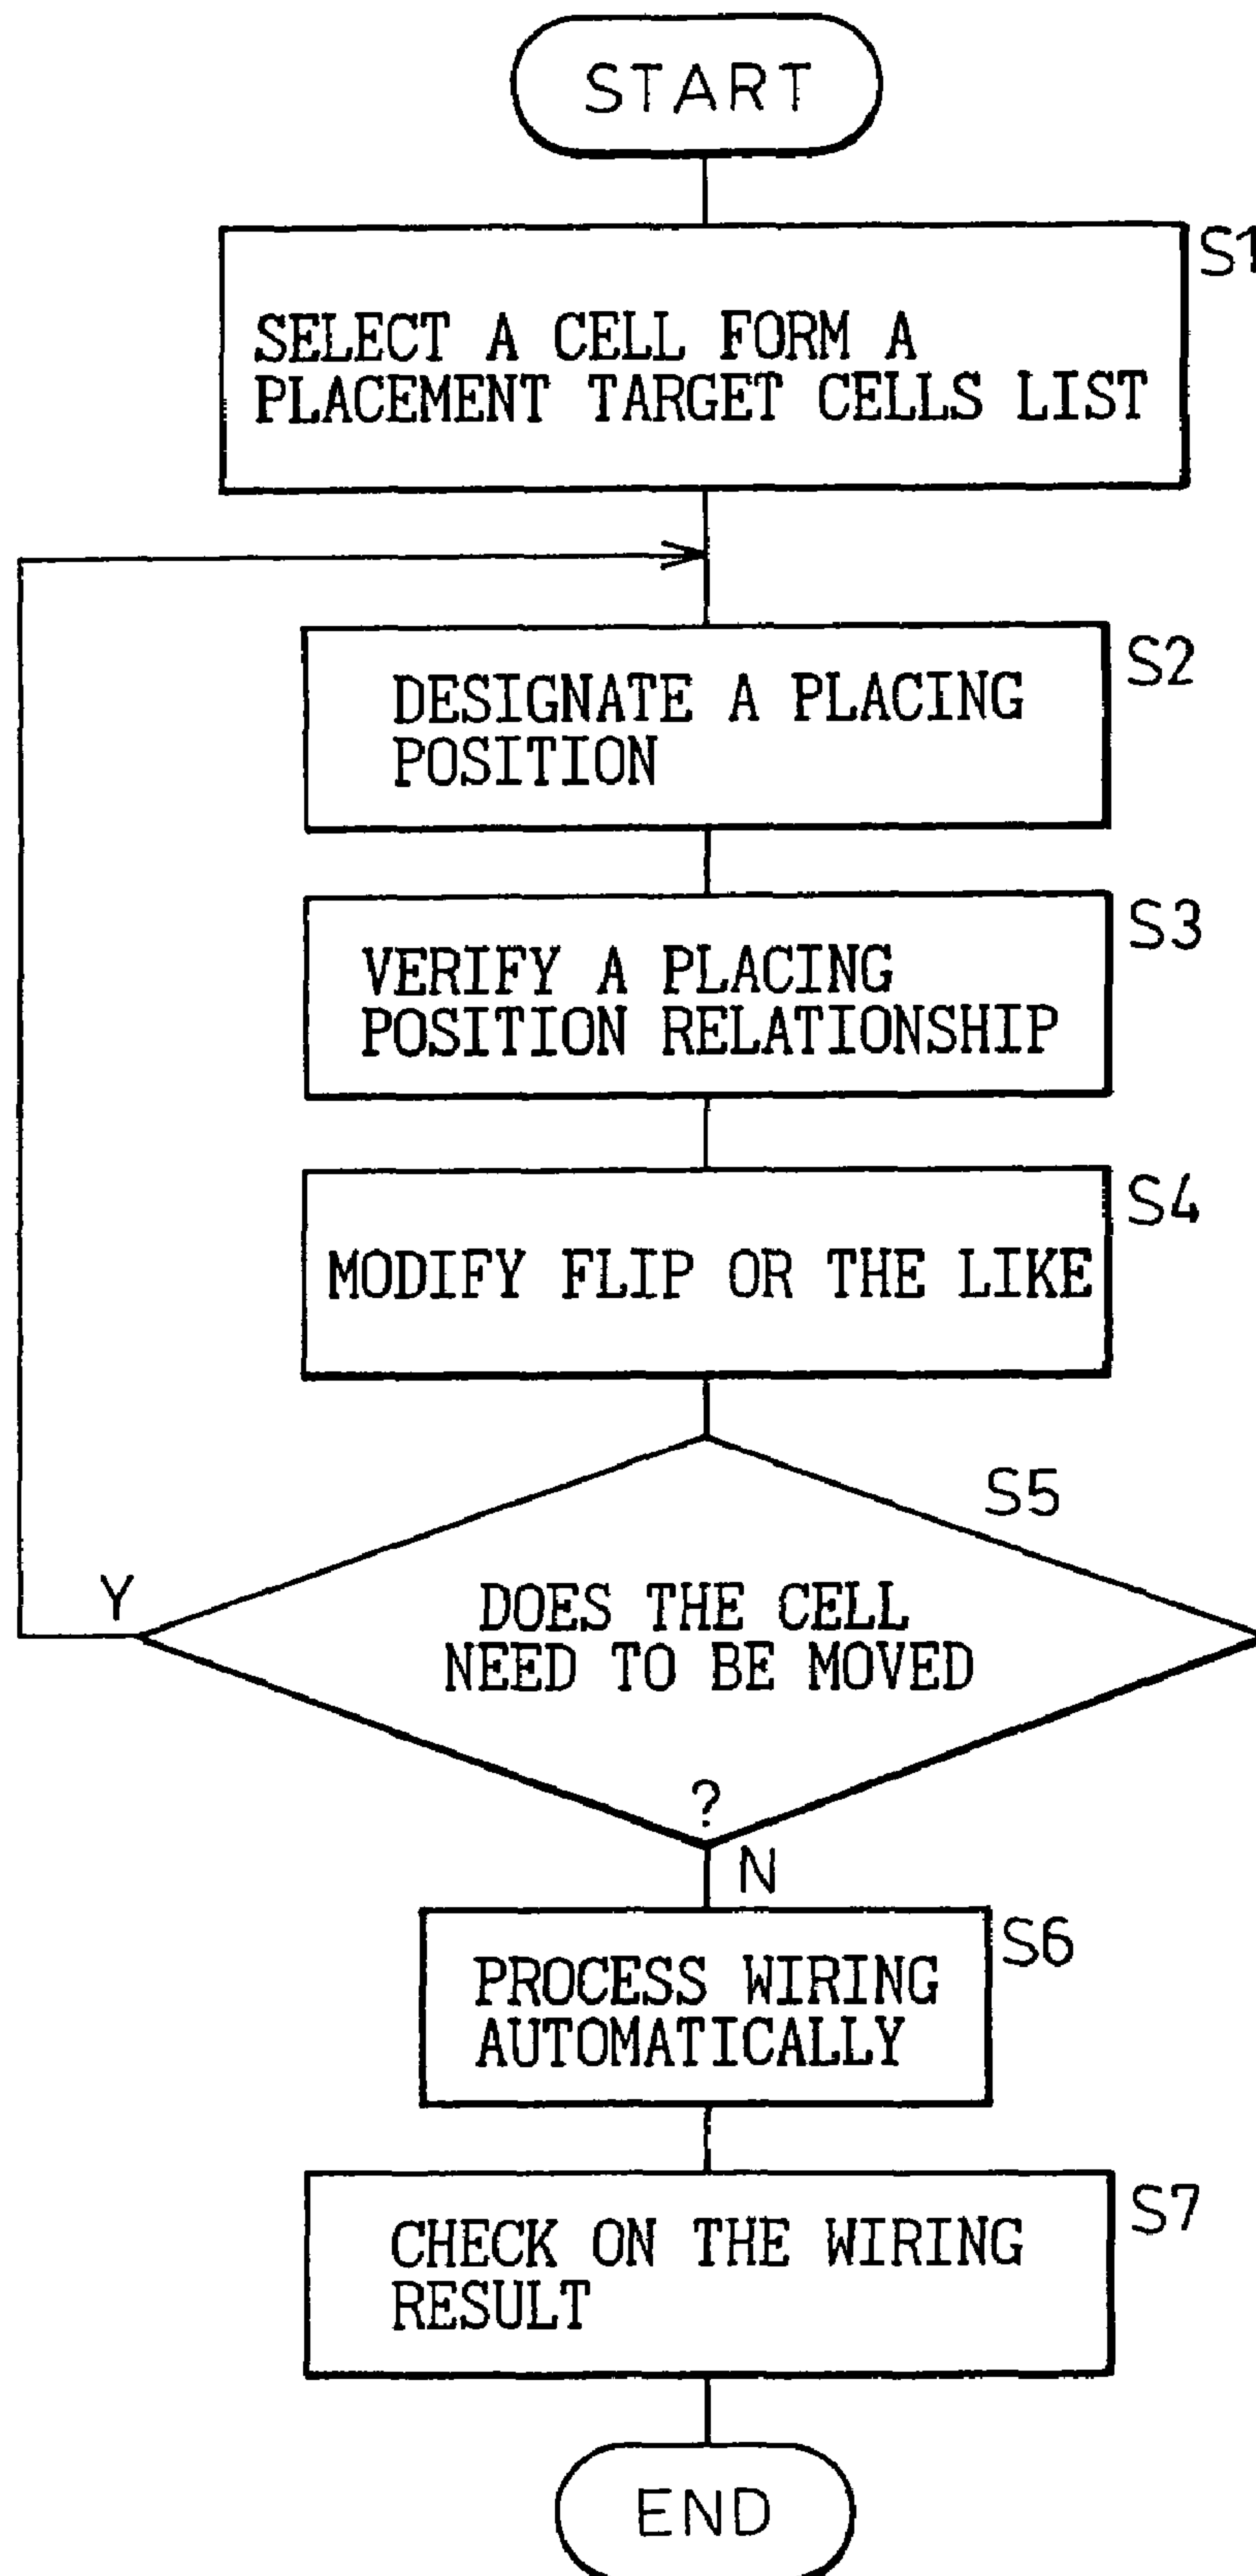 START
S1
SELECT A CELL FORM A
PLACEMENT TARGET CELLS LIST
S2
DESIGNATE A PLACING
POSITION
S3
VERIFY A PLACING
POSITION RELATIONSHIP
S4
MODIFY FLIP OR THE LIKE
S5
Y
DOES THE CELL
NEED TO BE MOVED
?
N
S6
PROCESS WIRING
AUTOMATICALLY
S7
CHECK ON THE WIRING
RESULT
END